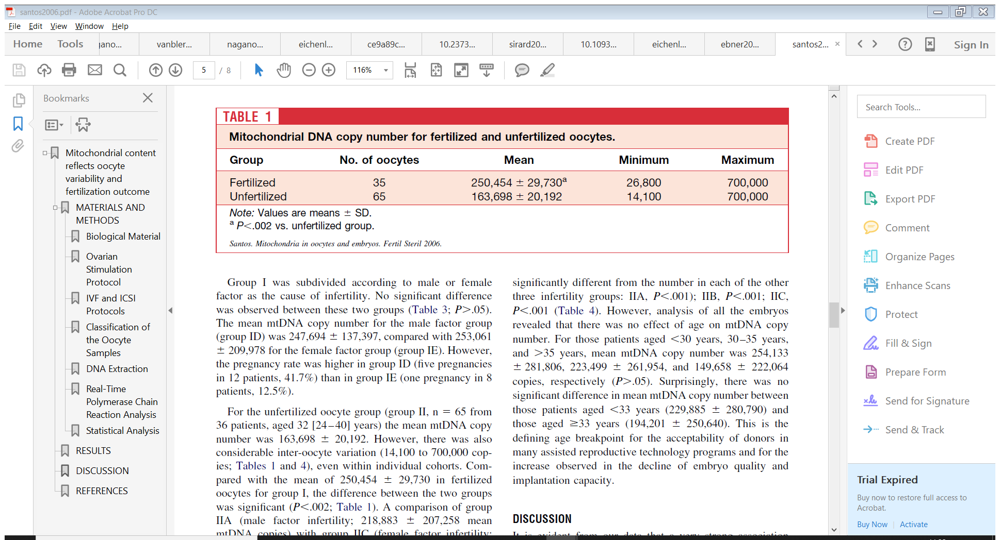 santos2006.pdf - Adobe Acrobat Pro DC
File Edit View Window Help
Home Tools ano... vanbler... nagano... eichenl... ce9a89c... 10.2373... sirard20... 10.1093... eichenl... ebner20... santos2... × Sign In
5 / 8 116%
Bookmarks
Mitochondrial content
reflects oocyte
variability and
fertilization outcome
MATERIALS AND
METHODS
Biological Material
Ovarian
Stimulation
Protocol
IVF and ICSI
Protocols
Classification of
the Oocyte
Samples
DNA Extraction
Real-Time
Polymerase Chain
Reaction Analysis
Statistical Analysis
RESULTS
DISCUSSION
REFERENCES
TABLE 1
Mitochondrial DNA copy number for fertilized and unfertilized oocytes.
Group No. of oocytes Mean Minimum Maximum
Fertilized 35 250,454 ± 29,730a 26,800 700,000
Unfertilized 65 163,698 ± 20,192 14,100 700,000
Note: Values are means ± SD.
a P<.002 vs. unfertilized group.
Santos. Mitochondria in oocytes and embryos. Fertil Steril 2006.
Group I was subdivided according to male or female
factor as the cause of infertility. No significant difference
was observed between these two groups (Table 3; P>.05).
The mean mtDNA copy number for the male factor group
(group ID) was 247,694 ± 137,397, compared with 253,061
± 209,978 for the female factor group (group IE). However,
the pregnancy rate was higher in group ID (five pregnancies
in 12 patients, 41.7%) than in group IE (one pregnancy in 8
patients, 12.5%).
For the unfertilized oocyte group (group II, n = 65 from
36 patients, aged 32 [24–40] years) the mean mtDNA copy
number was 163,698 ± 20,192. However, there was also
considerable inter-oocyte variation (14,100 to 700,000 cop-
ies; Tables 1 and 4), even within individual cohorts. Com-
pared with the mean of 250,454 ± 29,730 in fertilized
oocytes for group I, the difference between the two groups
was significant (P<.002; Table 1). A comparison of group
IIA (male factor infertility; 218,883 ± 207,258 mean
mtDNA copies) with group IIC (female factor infertility;
significantly different from the number in each of the other
three infertility groups: IIA, P<.001); IIB, P<.001; IIC,
P<.001 (Table 4). However, analysis of all the embryos
revealed that there was no effect of age on mtDNA copy
number. For those patients aged <30 years, 30–35 years,
and >35 years, mean mtDNA copy number was 254,133
± 281,806, 223,499 ± 261,954, and 149,658 ± 222,064
copies, respectively (P>.05). Surprisingly, there was no
significant difference in mean mtDNA copy number between
those patients aged <33 years (229,885 ± 280,790) and
those aged ≥33 years (194,201 ± 250,640). This is the
defining age breakpoint for the acceptability of donors in
many assisted reproductive technology programs and for the
increase observed in the decline of embryo quality and
implantation capacity.
DISCUSSION
It is evident from our data that a very strong association
Search Tools...
Create PDF
Edit PDF
Export PDF
Comment
Organize Pages
Enhance Scans
Protect
Fill & Sign
Prepare Form
Send for Signature
Send & Track
Trial Expired
Buy now to restore full access to
Acrobat.
Buy Now Activate